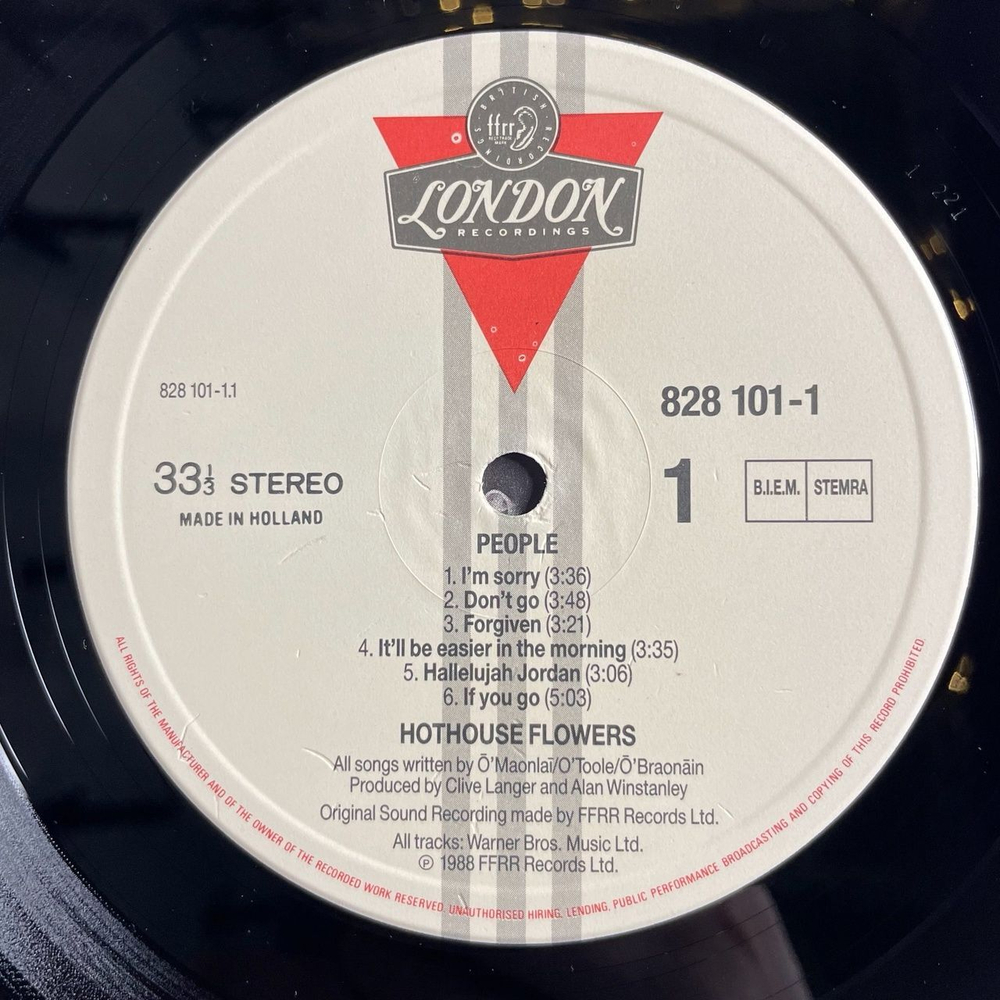 BRITISH RECORDINGS
ffrr
LONDON
RECORDINGS
1 221
828 101-1.1
828 101-1
33⅓ STEREO
MADE IN HOLLAND
1
B.I.E.M. STEMRA
PEOPLE
1. I'm sorry (3:36)
2. Don't go (3:48)
3. Forgiven (3:21)
4. It'll be easier in the morning (3:35)
5. Hallelujah Jordan (3:06)
6. If you go (5:03)
HOTHOUSE FLOWERS
All songs written by Ō'Maonlaī/O'Toole/Ō'Braonāin
Produced by Clive Langer and Alan Winstanley
Original Sound Recording made by FFRR Records Ltd.
All tracks: Warner Bros. Music Ltd.
℗ 1988 FFRR Records Ltd.
ALL RIGHTS OF THE MANUFACTURER AND OF THE OWNER OF THE RECORDED WORK RESERVED. UNAUTHORISED HIRING, LENDING, PUBLIC PERFORMANCE BROADCASTING AND COPYING OF THIS RECORD PROHIBITED.